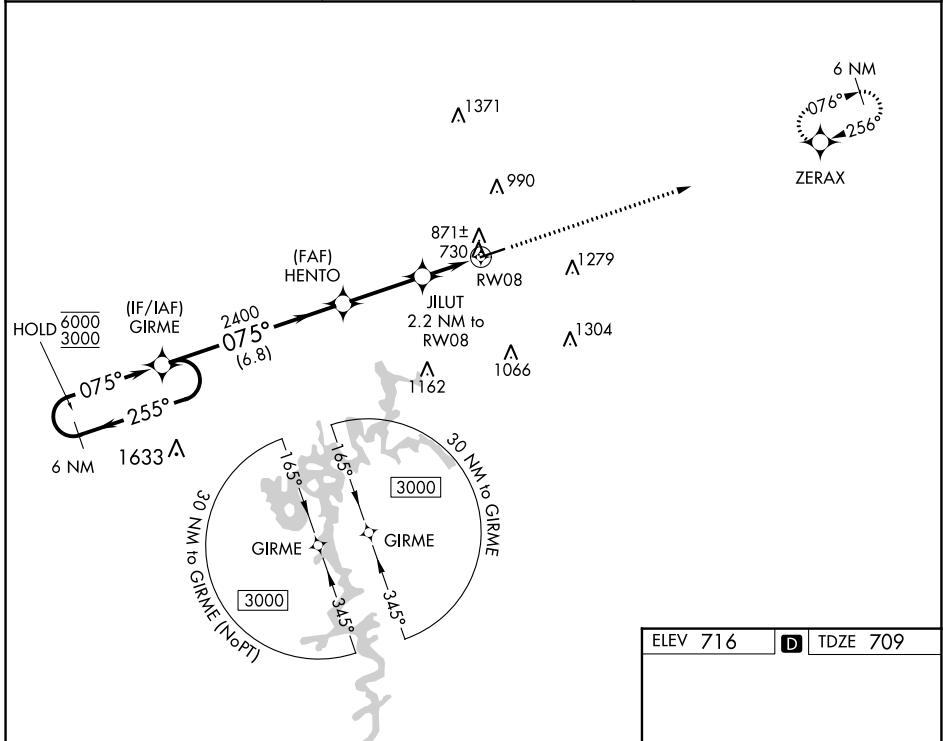 6 NM
076°
256°
ZERAX
1371
990
871±
730
RW08
1279
(FAF)
HENTO
JILUT
2.2 NM to
RW08
1304
1066
1162
(IF/IAF)
GIRME
2400
075°
(6.8)
HOLD 6000
3000
075°
255°
6 NM
1633
30 NM to GIRME (NoPT)
165°
GIRME
3000
345°
30 NM to GIRME
165°
3000
GIRME
345°
ELEV 716 D TDZE 709